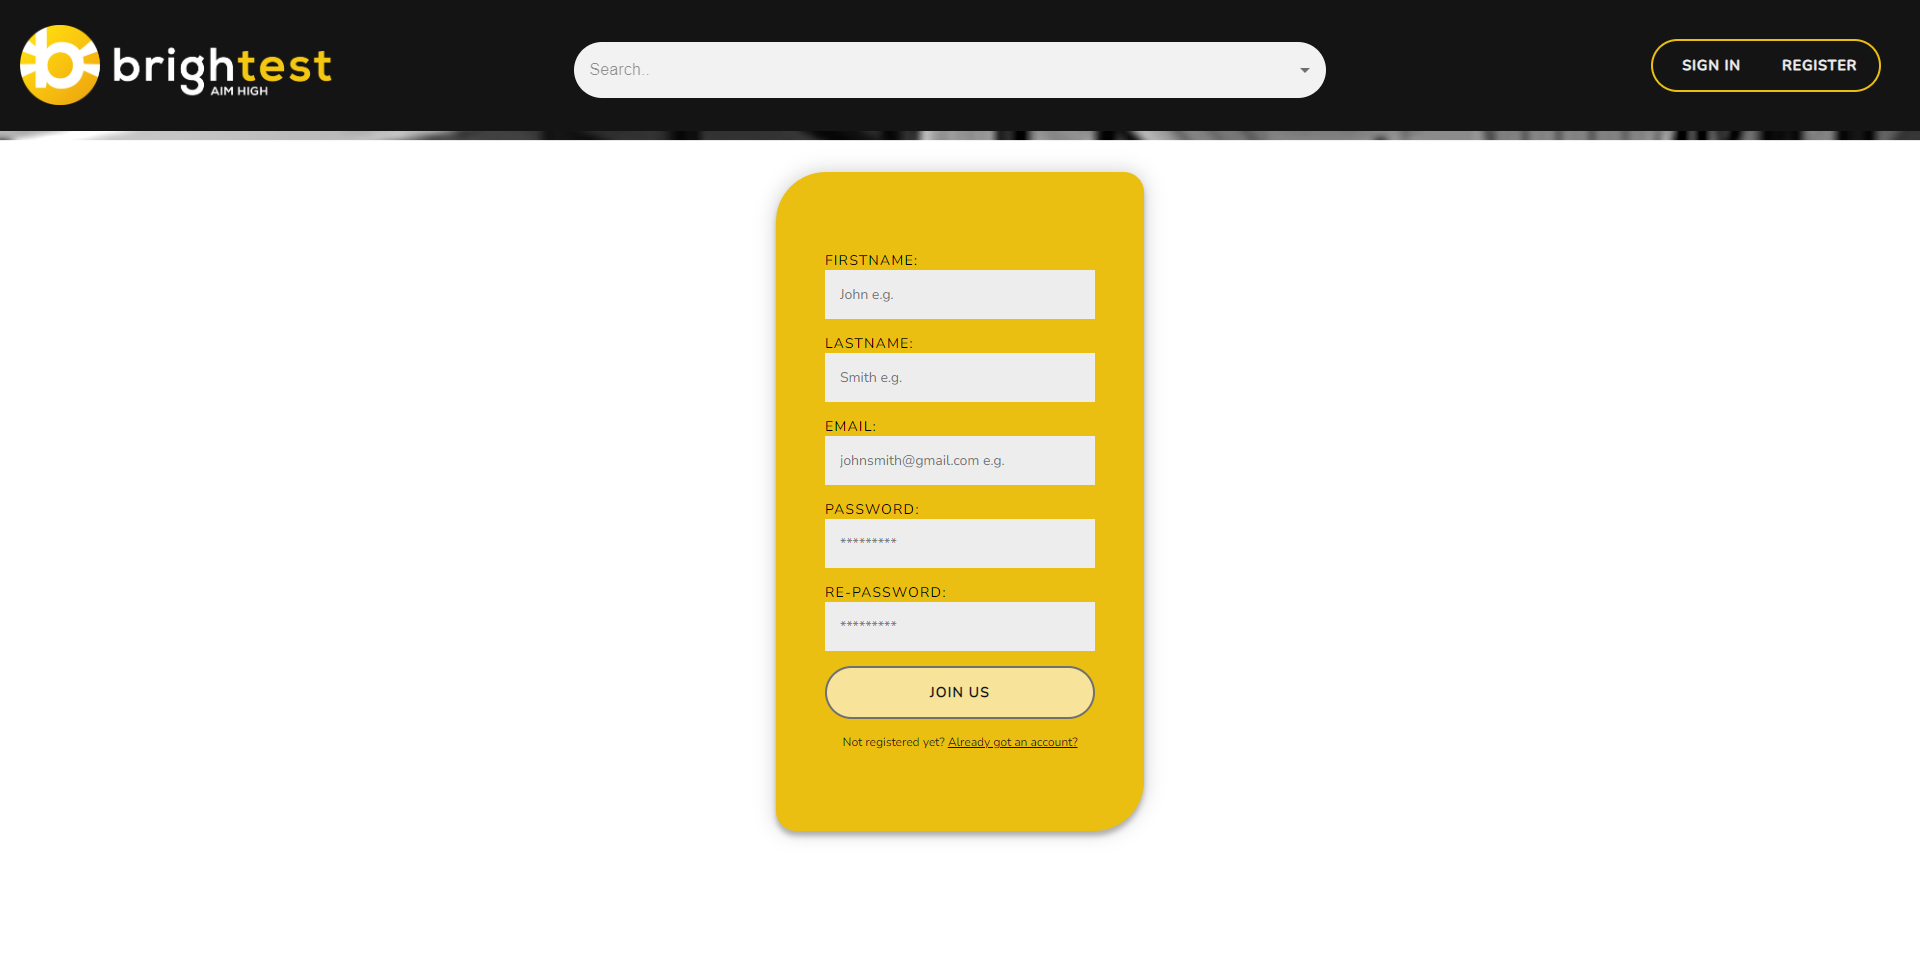 brightest
AIM HIGH
Search..
SIGN IN REGISTER
FIRSTNAME:
John e.g.
LASTNAME:
Smith e.g.
EMAIL:
johnsmith@gmail.com e.g.
PASSWORD:
*********
RE-PASSWORD:
*********
JOIN US
Not registered yet? Already got an account?